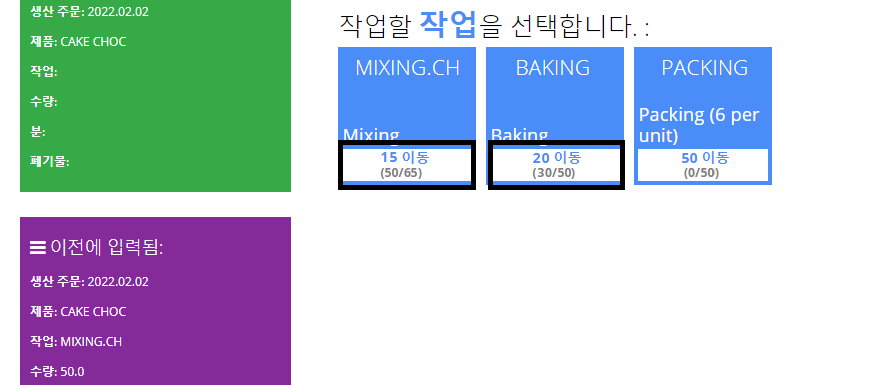 생산 주문: 2022.02.02
제품: CAKE CHOC
작업:
수량:
분:
폐기물:
이전에 입력됨:
생산 주문: 2022.02.02
제품: CAKE CHOC
작업: MIXING.CH
수량: 50.0
작업할 작업을 선택합니다. :
MIXING.CH
Mixing
15 이동
(50/65)
BAKING
Baking
20 이동
(30/50)
PACKING
Packing (6 per
unit)
50 이동
(0/50)